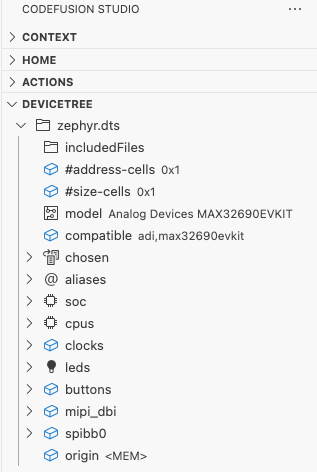 CODEFUSION STUDIO ...
CONTEXT
HOME
ACTIONS
DEVICETREE
zephyr.dts
includedFiles
#address-cells 0x1
#size-cells 0x1
model Analog Devices MAX32690EVKIT
compatible adi,max32690evkit
chosen
aliases
soc
cpus
clocks
leds
buttons
mipi_dbi
spibb0
origin <MEM>